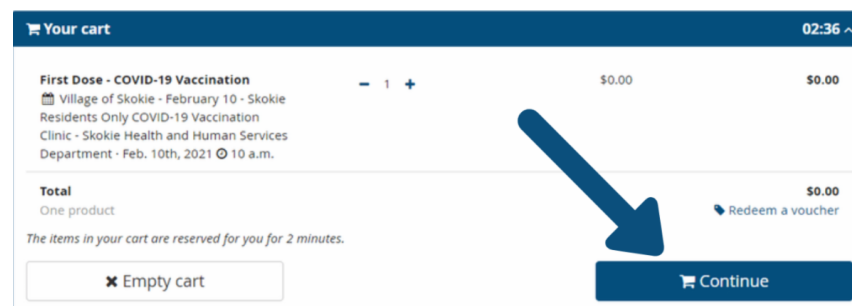 Your cart 02:36
First Dose - COVID-19 Vaccination - 1 + $0.00 $0.00
Village of Skokie - February 10 - Skokie
Residents Only COVID-19 Vaccination
Clinic - Skokie Health and Human Services
Department - Feb. 10th, 2021 10 a.m.
Total $0.00
One product Redeem a voucher
The items in your cart are reserved for you for 2 minutes.
Empty cart Continue